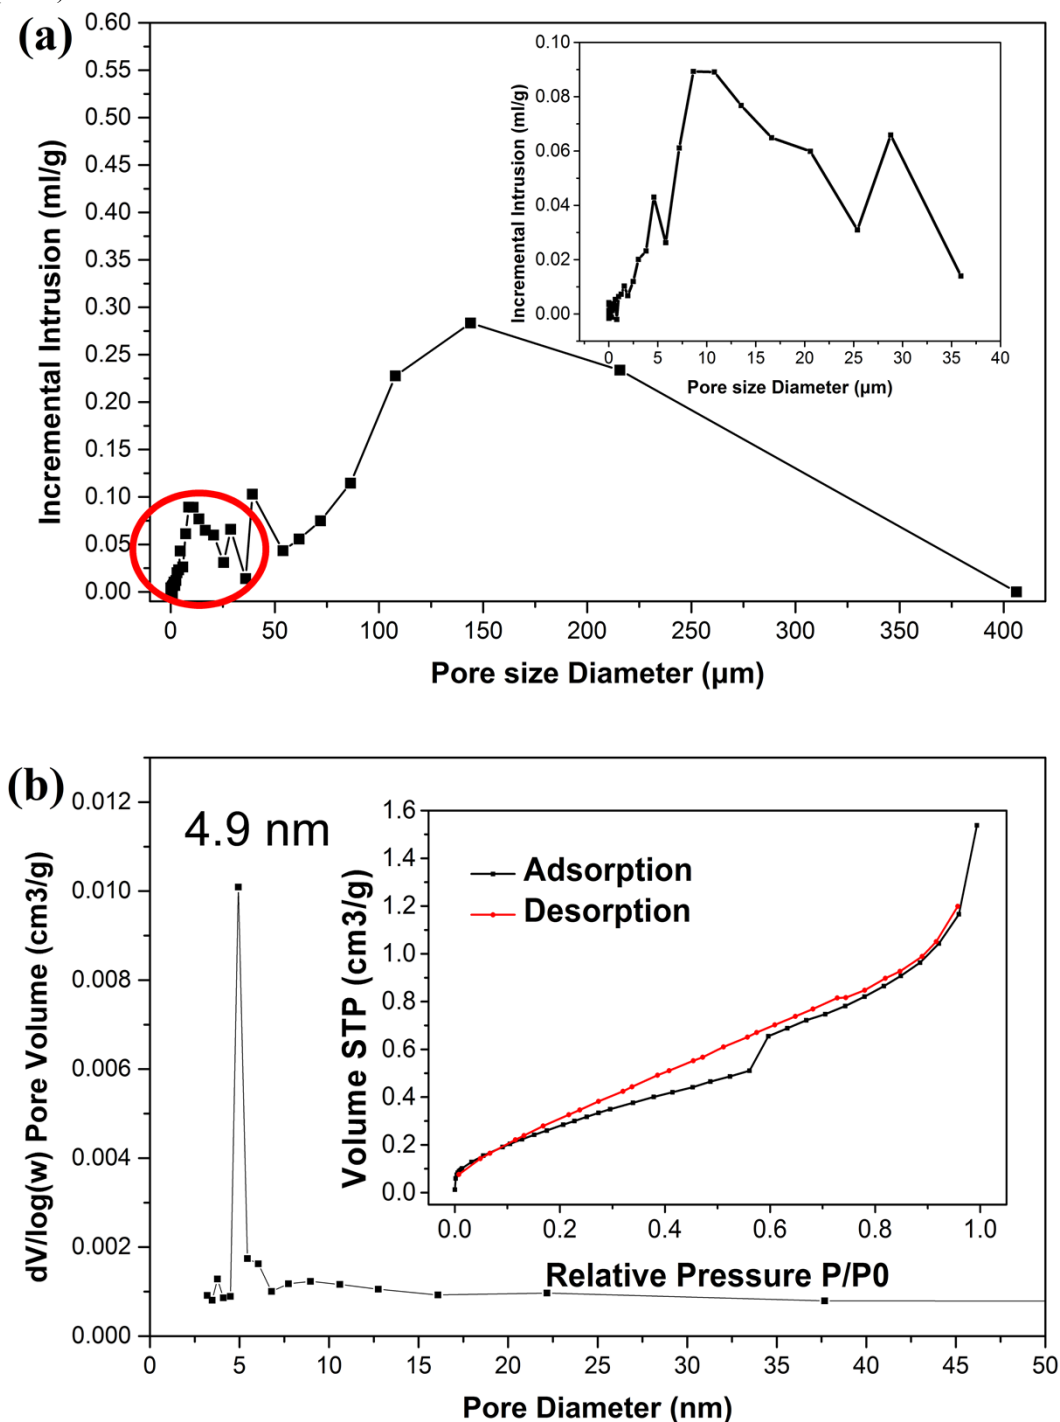 (a)
0.60
0.55
0.50
0.45
0.40
0.35
0.30
0.25
0.20
0.15
0.10
0.05
0.00
Incremental Intrusion (ml/g)
0 50 100 150 200 250 300 350 400
Pore size Diameter (µm)
0.10
0.08
0.06
0.04
0.02
0.00
Incremental Intrusion (ml/g)
0 5 10 15 20 25 30 35 40
Pore size Diameter (µm)
(b)
0.012
0.010
0.008
0.006
0.004
0.002
0.000
dV/log(w) Pore Volume (cm3/g)
4.9 nm
0 5 10 15 20 25 30 35 40 45 50
Pore Diameter (nm)
1.6
1.4
1.2
1.0
0.8
0.6
0.4
0.2
0.0
Volume STP (cm3/g)
Adsorption
Desorption
0.0 0.2 0.4 0.6 0.8 1.0
Relative Pressure P/P0